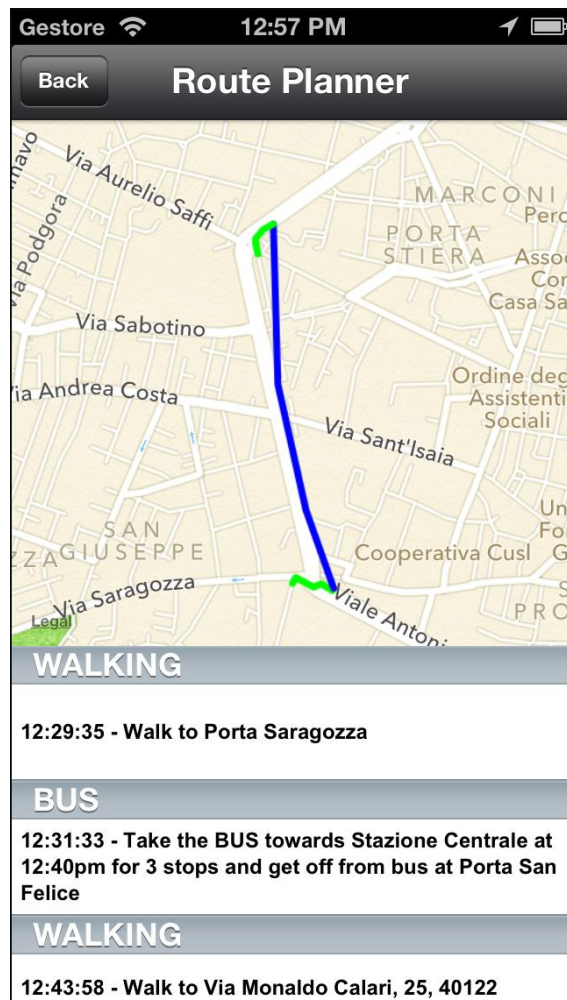 Gestore 12:57 PM
Back Route Planner
Via Aurelio Saffi
MARCONI
PORTA
STIERA
Via Podgora
Via Sabotino
Via Andrea Costa
Ordine deg
Assistenti
Sociali
Via Sant'Isaia
SAN
GIUSEPPE
Cooperativa Cusl
Via Saragozza
Viale Antoni
Legal
WALKING
12:29:35 - Walk to Porta Saragozza
BUS
12:31:33 - Take the BUS towards Stazione Centrale at
12:40pm for 3 stops and get off from bus at Porta San
Felice
WALKING
12:43:58 - Walk to Via Monaldo Calari, 25, 40122